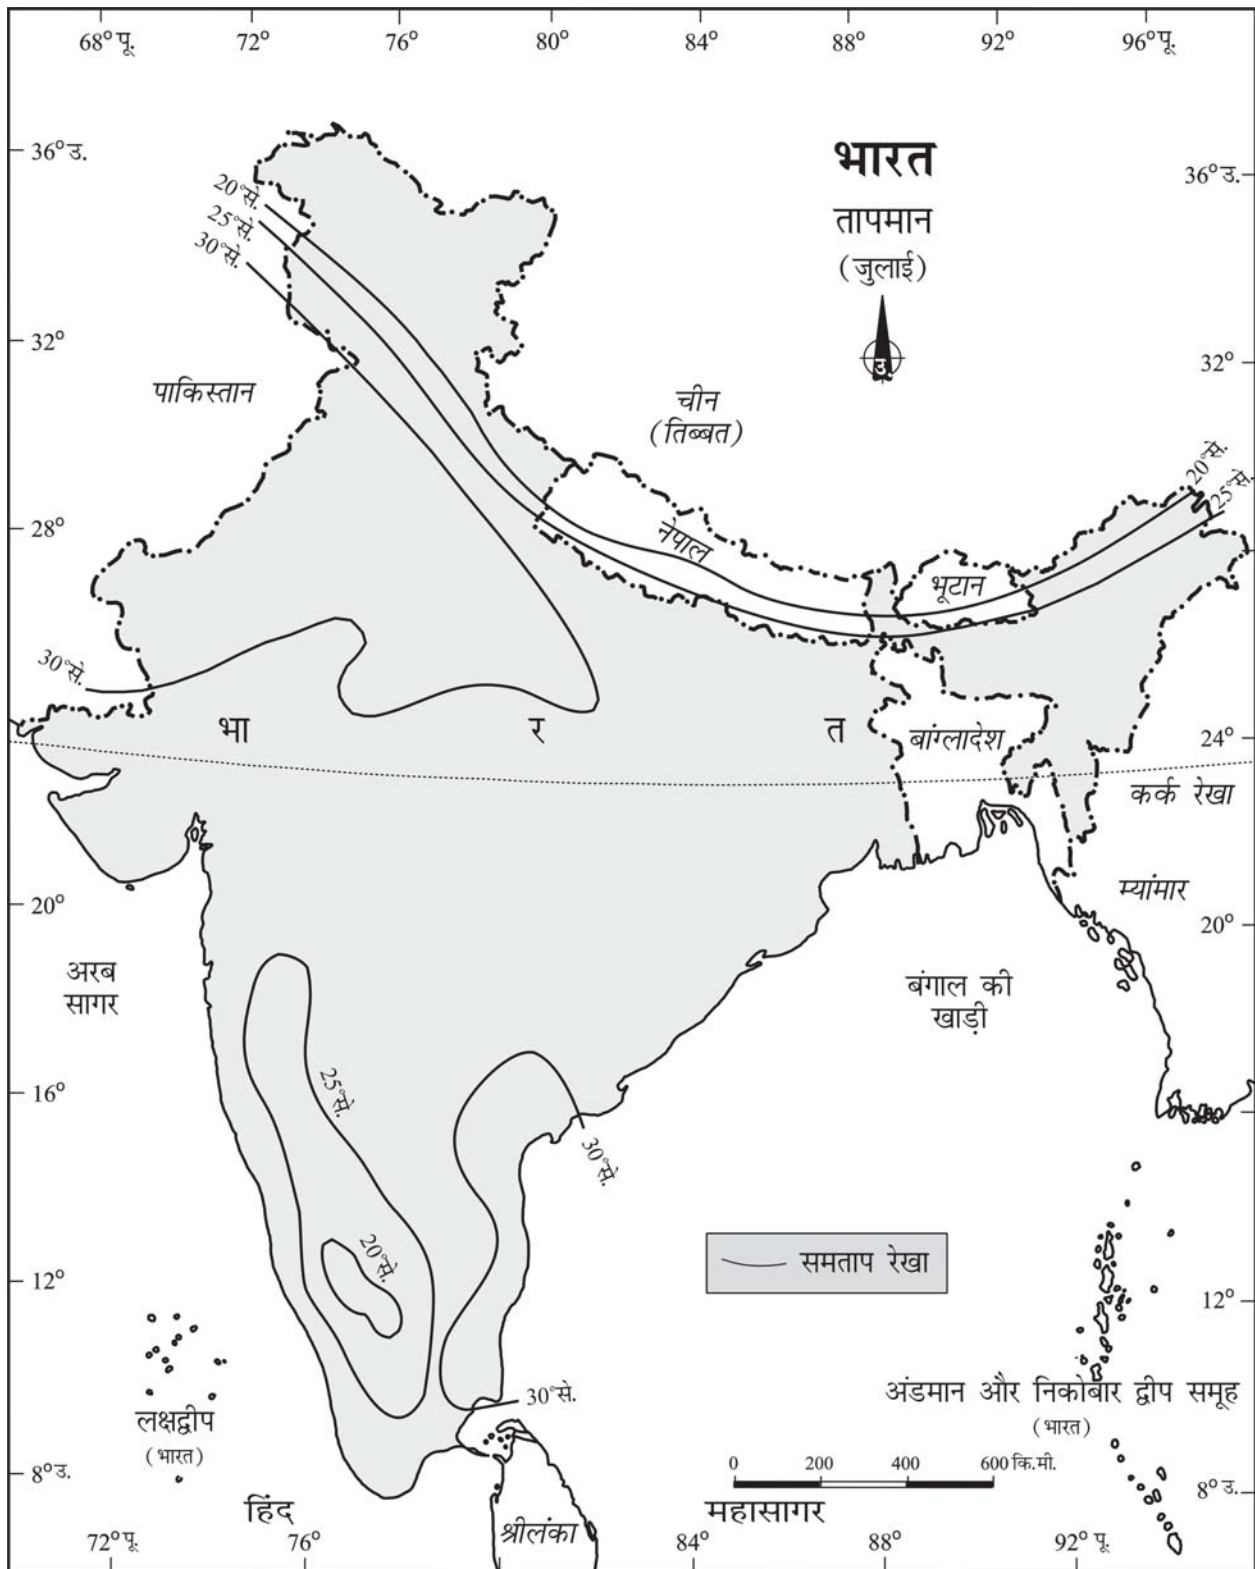 68° पू.
72°
76°
80°
84°
88°
92°
96° पू.
36° उ.
भारत
तापमान
(जुलाई)
36° उ.
20°से.
25°से.
30°से.
उ
32°
32°
पाकिस्तान
चीन
(तिब्बत)
20°से.
25°से.
28°
नेपाल
भूटान
30°से.
भा र त
बांग्लादेश
24°
कर्क रेखा
म्यांमार
20°
20°
अरब
सागर
बंगाल की
खाड़ी
25°से.
16°
30°से.
20°से.
समताप रेखा
12°
12°
30°से.
अंडमान और निकोबार द्वीप समूह
(भारत)
लक्षद्वीप
(भारत)
0 200 400 600 कि.मी.
8° उ.
8° उ.
हिंद
महासागर
श्रीलंका
72° पू.
76°
84°
88°
92° पू.